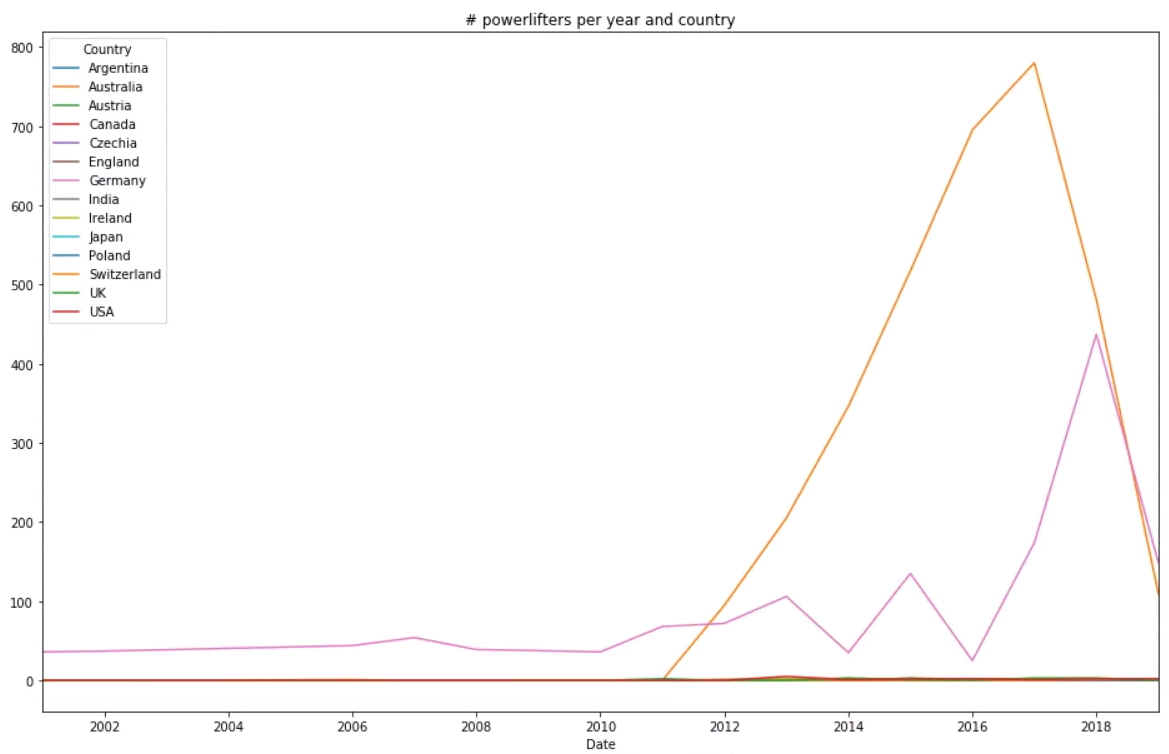 # powerlifters per year and country
800
700
600
500
400
300
200
100
0
Country
Argentina
Australia
Austria
Canada
Czechia
England
Germany
India
Ireland
Japan
Poland
Switzerland
UK
USA
2002 2004 2006 2008 2010 2012 2014 2016 2018
Date